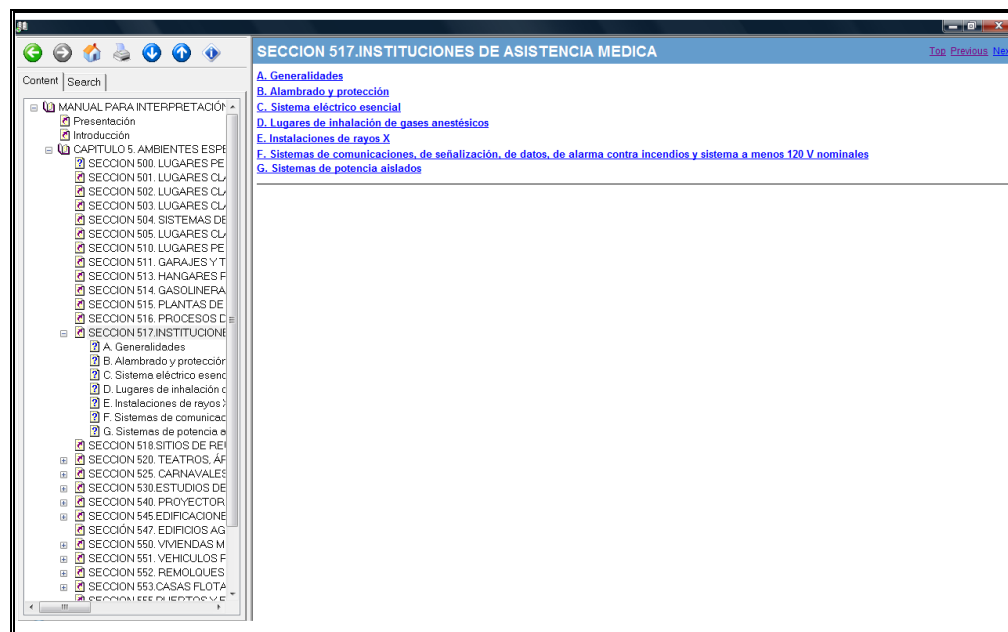 SECCION 517.INSTITUCIONES DE ASISTENCIA MEDICA
Top Previous Nex
Content Search
MANUAL PARA INTERPRETACIÓN
Presentación
Introducción
CAPITULO 5. AMBIENTES ESPE
SECCION 500. LUGARES PE
SECCION 501. LUGARES CL
SECCION 502. LUGARES CL
SECCION 503. LUGARES CL
SECCION 504. SISTEMAS DE
SECCION 505. LUGARES CL
SECCION 510. LUGARES PE
SECCION 511. GARAJES Y T
SECCION 513. HANGARES F
SECCION 514. GASOLINERA
SECCION 515. PLANTAS DE
SECCION 516. PROCESOS D
SECCION 517.INSTITUCIONE
A. Generalidades
B. Alambrado y protección
C. Sistema eléctrico esenc
D. Lugares de inhalación c
E. Instalaciones de rayos X
F. Sistemas de comunicac
G. Sistemas de potencia a
SECCION 518.SITIOS DE REU
SECCION 520. TEATROS, ÁF
SECCION 525. CARNAVALES
SECCION 530.ESTUDIOS DE
SECCION 540. PROYECTOR
SECCION 545.EDIFICACIONE
SECCIÓN 547. EDIFICIOS AG
SECCION 550. VIVIENDAS M
SECCION 551. VEHICULOS F
SECCION 552. REMOLQUES
SECCION 553.CASAS FLOTA
SECCION 555.PUERTOS Y E
A. Generalidades
B. Alambrado y protección
C. Sistema eléctrico esencial
D. Lugares de inhalación de gases anestésicos
E. Instalaciones de rayos X
F. Sistemas de comunicaciones, de señalización, de datos, de alarma contra incendios y sistema a menos 120 V nominales
G. Sistemas de potencia aislados